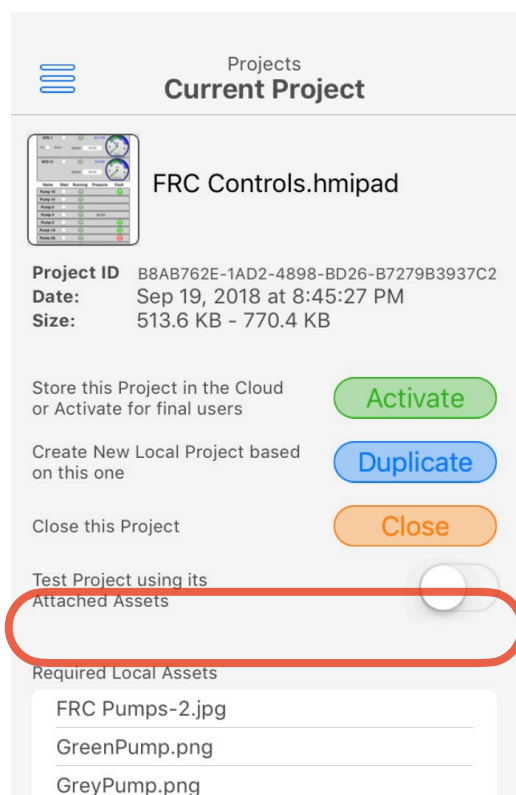 Projects
Current Project
FRC Controls.hmipad
Project ID B8AB762E-1AD2-4898-BD26-B7279B3937C2
Date: Sep 19, 2018 at 8:45:27 PM
Size: 513.6 KB - 770.4 KB
Store this Project in the Cloud
or Activate for final users
Activate
Create New Local Project based
on this one
Duplicate
Close this Project
Close
Test Project using its
Attached Assets
Required Local Assets
FRC Pumps-2.jpg
GreenPump.png
GreyPump.png